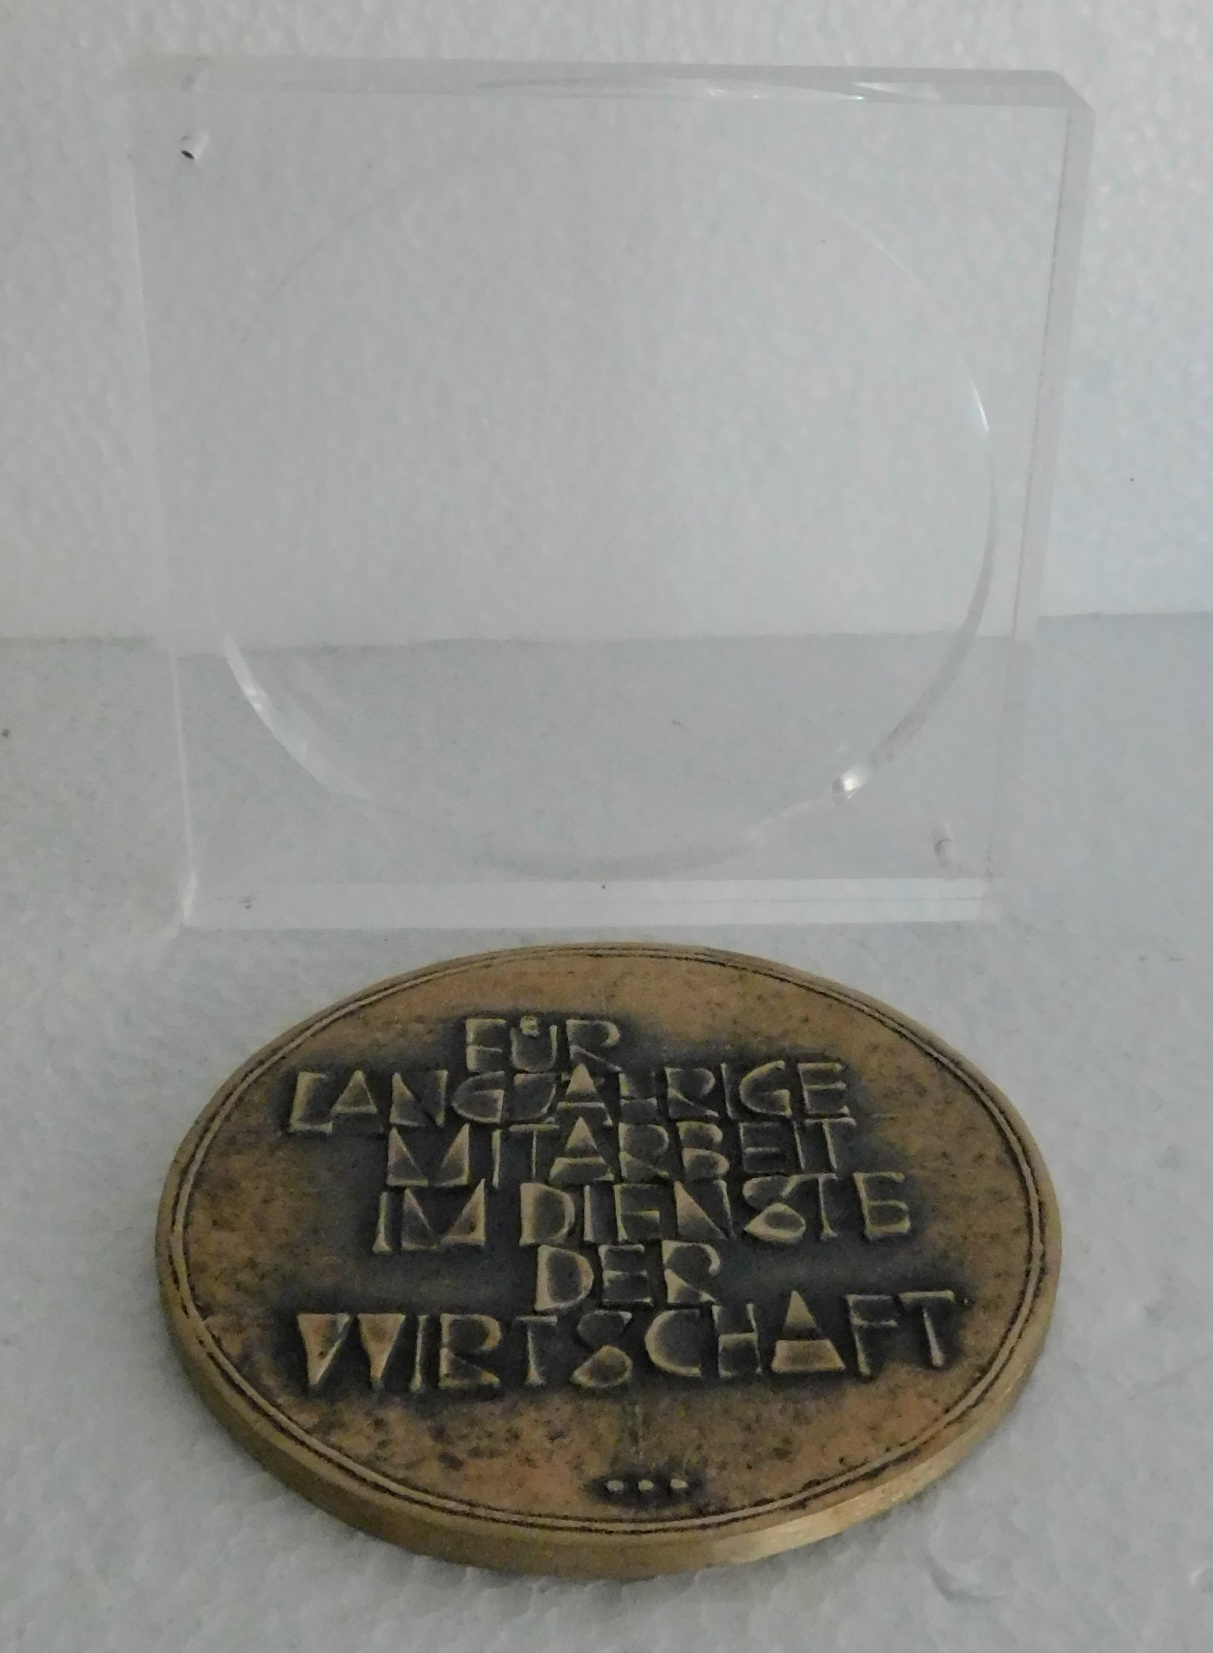 FÜR
LANGJÄHRIGE
MITARBEIT
IM DIENSTE
DER
WIRTSCHAFT
...